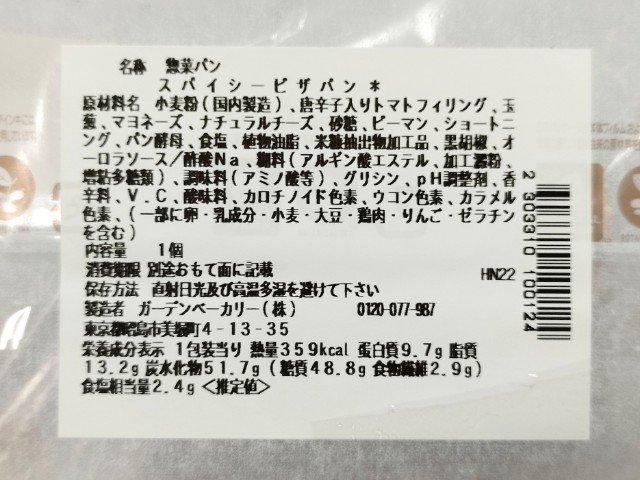 名称 惣菜パン
スパイシーピザパン＊
原材料名 小麦粉(国内製造)、唐辛子入りトマトフィリング、玉
葱、マヨネーズ、ナチュラルチーズ、砂糖、ピーマン、ショートニ
ング、パン酵母、食塩、植物油脂、米糠抽出物加工品、黒胡椒、オ
ーロラソース／酢酸Na、糊料(アルギン酸エステル、加工澱粉、
増粘多糖類)、調味料(アミノ酸等)、グリシン、pH調整剤、香
辛料、V.C、酸味料、カロチノイド色素、ウコン色素、カラメル
色素、(一部に卵・乳成分・小麦・大豆・鶏肉・りんご・ゼラチン
を含む)
内容量 1個
消費期限 別途おもて面に記載 HN22
保存方法 直射日光及び高温多湿を避けて下さい
製造者 ガーデンベーカリー(株) 0120-077-987
東京都昭島市美堀町4-13-35
栄養成分表示 1包装当り 熱量359kcal 蛋白質9.7g 脂質
13.2g 炭水化物51.7g (糖質48.8g 食物繊維2.9g)
食塩相当量2.4g <推定値>
2 303310 100124